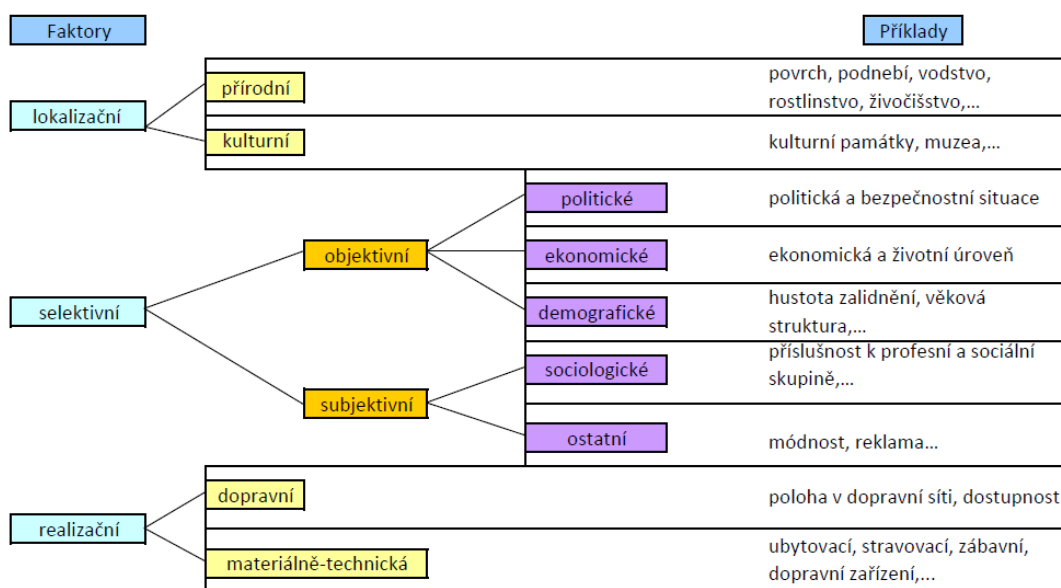 Faktory
Příklady
lokalizační
přírodní
povrch, podnebí, vodstvo,
rostlinstvo, živočišstvo,...
kulturní
kulturní památky, muzea,...
selektivní
objektivní
politické
politická a bezpečnostní situace
ekonomické
ekonomická a životní úroveň
demografické
hustota zalidnění, věková
struktura,...
subjektivní
sociologické
příslušnost k profesní a sociální
skupině,...
ostatní
módnost, reklama...
realizační
dopravní
poloha v dopravní síti, dostupnost
materiálně-technická
ubytovací, stravovací, zábavní,
dopravní zařízení,...